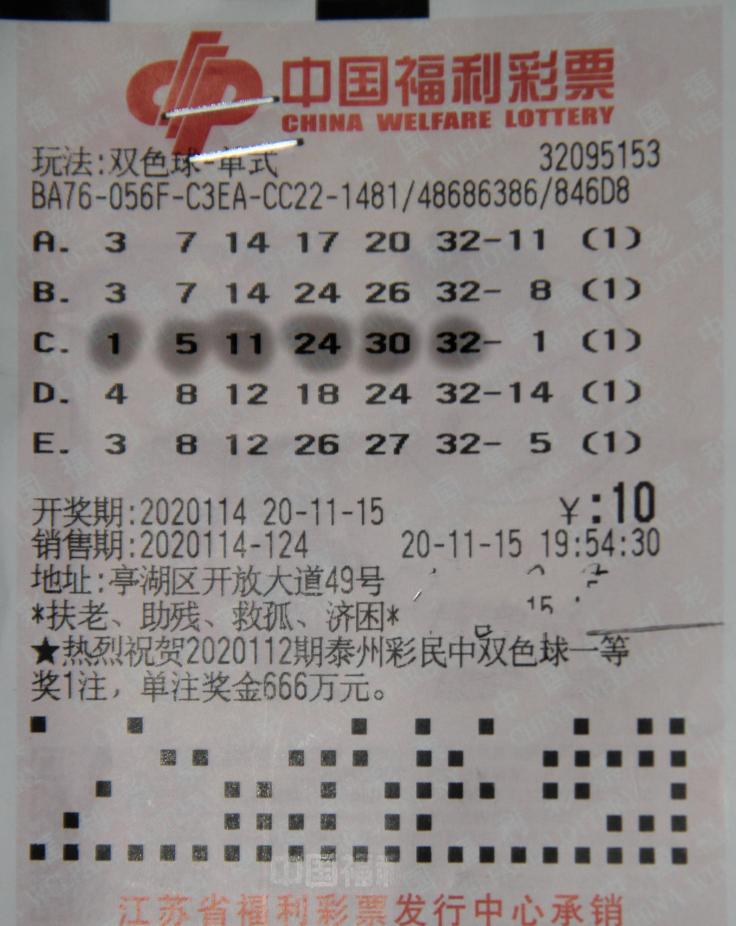 中国福利彩票
CHINA WELFARE LOTTERY
玩法:双色球-单式 32095153
BA76-056F-C3EA-CC22-1481/48686386/846D8
A. 3 7 14 17 20 32-11 (1)
B. 3 7 14 24 26 32- 8 (1)
C. 1 5 11 24 30 32- 1 (1)
D. 4 8 12 18 24 32-14 (1)
E. 3 8 12 26 27 32- 5 (1)
开奖期:2020114 20-11-15 ¥:10
销售期:2020114-124 20-11-15 19:54:30
地址:亭湖区开放大道49号
*扶老、助残、救孤、济困*
★热烈祝贺2020112期泰州彩民中双色球一等
奖1注，单注奖金666万元。
中国福
江苏省福利彩票发行中心承销